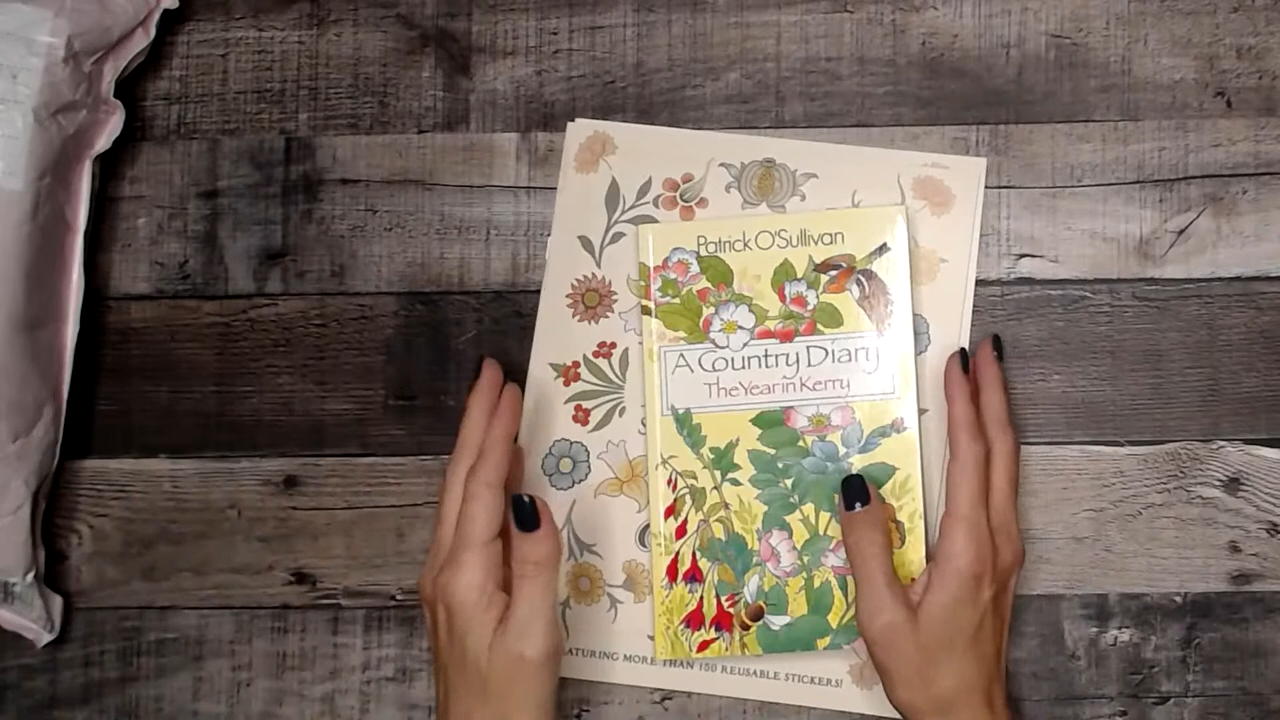 Patrick O'Sullivan
A Country Diary
The Year in Kerry
ATURING MORE THAN 150 REUSABLE STICKERS!